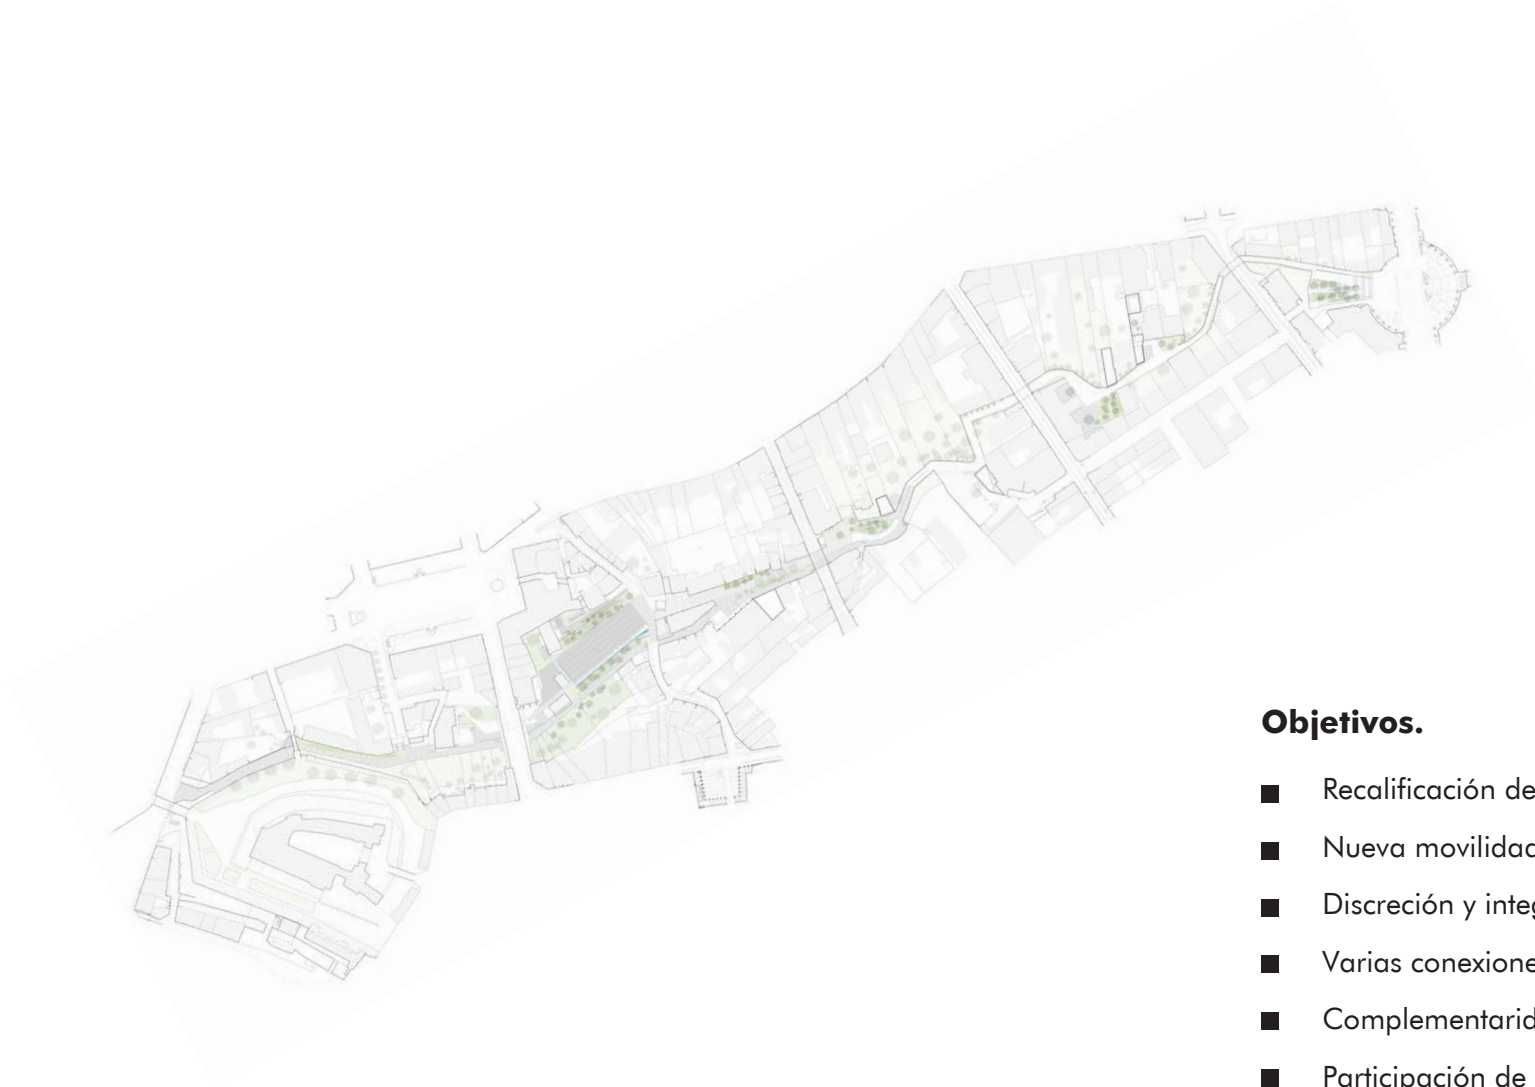 Objetivos.
Recalificación de
Nueva movilidad
Discreción y integ
Varias conexione
Complementarid
Participación de